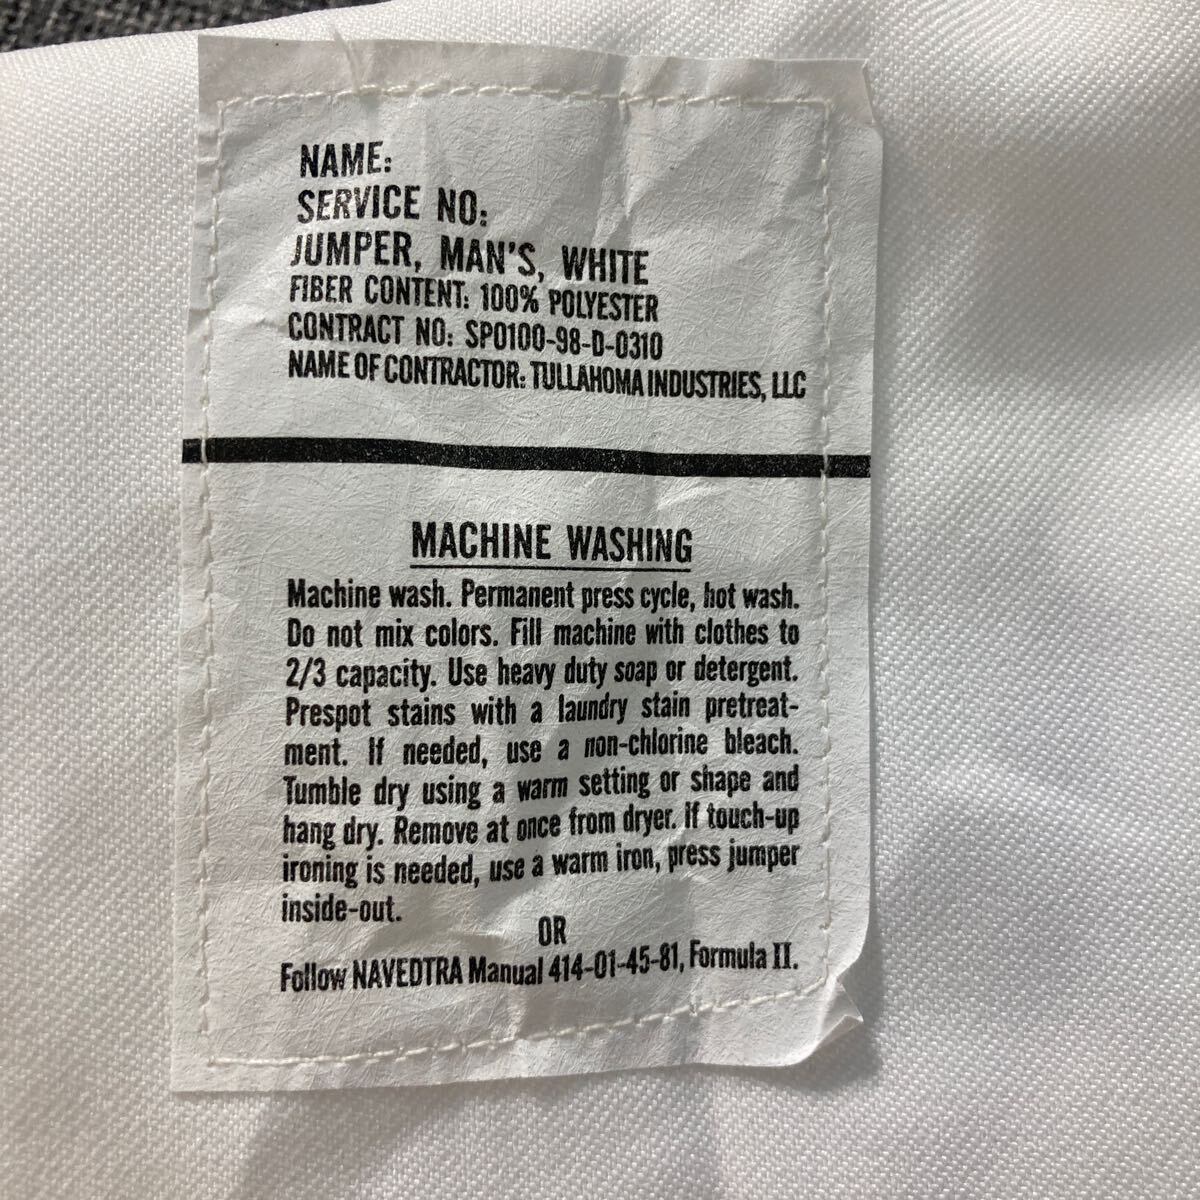 NAME:
SERVICE NO:
JUMPER, MAN'S, WHITE
FIBER CONTENT: 100% POLYESTER
CONTRACT NO: SP0100-98-D-0310
NAME OF CONTRACTOR: TULLAHOMA INDUSTRIES, LLC
MACHINE WASHING
Machine wash. Permanent press cycle, hot wash.
Do not mix colors. Fill machine with clothes to
2/3 capacity. Use heavy duty soap or detergent.
Prespot stains with a laundry stain pretreat-
ment. If needed, use a non-chlorine bleach.
Tumble dry using a warm setting or shape and
hang dry. Remove at once from dryer. If touch-up
ironing is needed, use a warm iron, press jumper
inside-out.
OR
Follow NAVEDTRA Manual 414-01-45-81, Formula II.